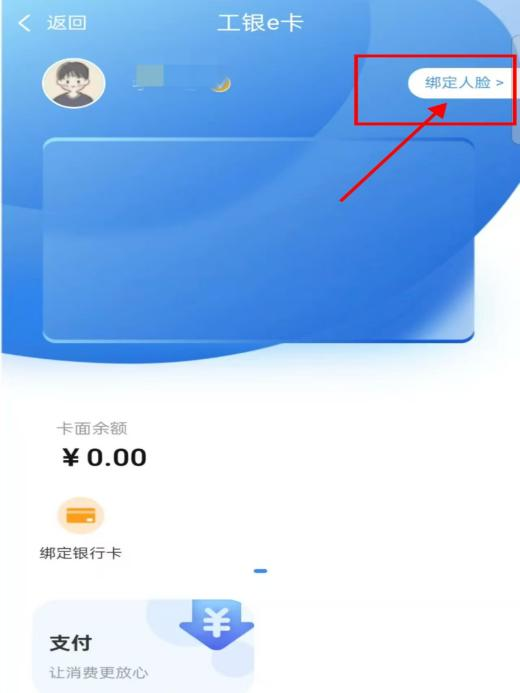 返回
工银e卡
绑定人脸 >
卡面余额
¥ 0.00
绑定银行卡
¥
支付
让消费更放心